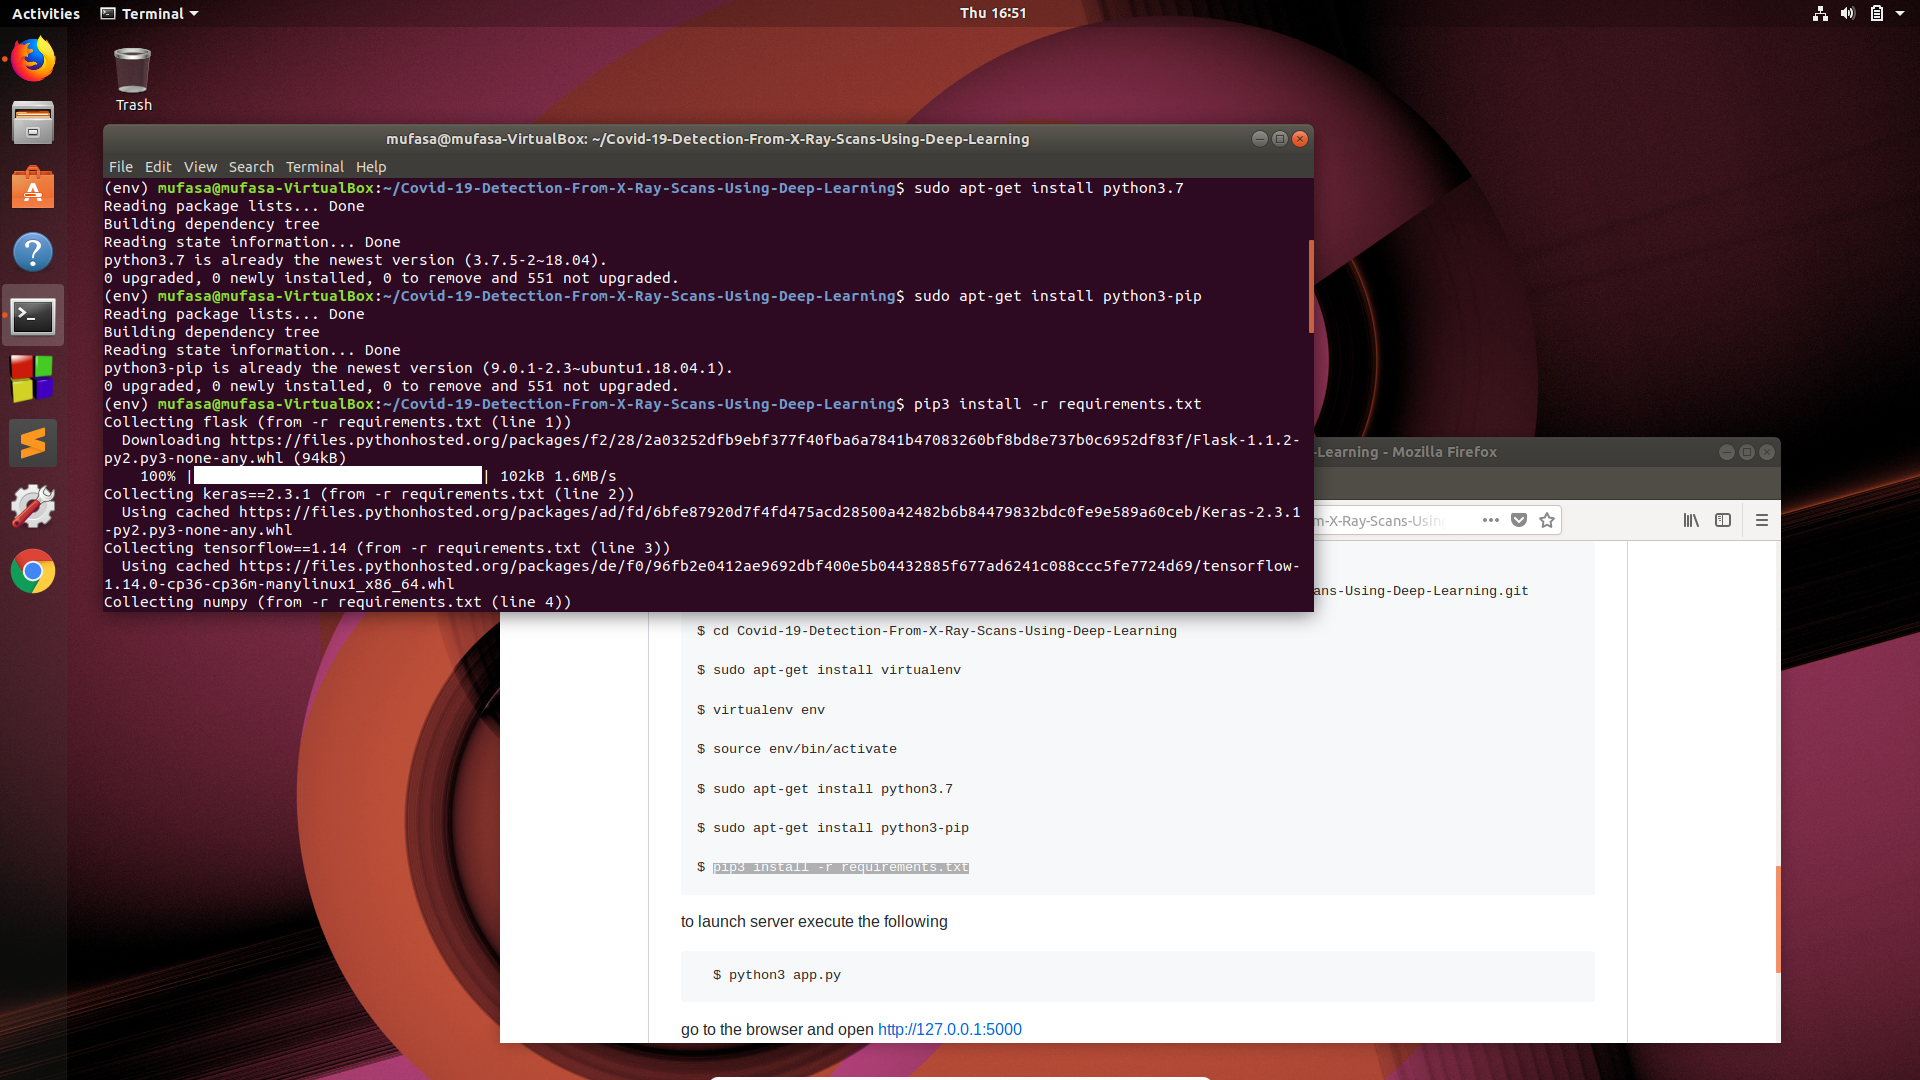 Activities Terminal Thu 16:51
Trash
mufasa@mufasa-VirtualBox: ~/Covid-19-Detection-From-X-Ray-Scans-Using-Deep-Learning
File Edit View Search Terminal Help
(env) mufasa@mufasa-VirtualBox:~/Covid-19-Detection-From-X-Ray-Scans-Using-Deep-Learning$ sudo apt-get install python3.7
Reading package lists... Done
Building dependency tree
Reading state information... Done
python3.7 is already the newest version (3.7.5-2~18.04).
0 upgraded, 0 newly installed, 0 to remove and 551 not upgraded.
(env) mufasa@mufasa-VirtualBox:~/Covid-19-Detection-From-X-Ray-Scans-Using-Deep-Learning$ sudo apt-get install python3-pip
Reading package lists... Done
Building dependency tree
Reading state information... Done
python3-pip is already the newest version (9.0.1-2.3~ubuntu1.18.04.1).
0 upgraded, 0 newly installed, 0 to remove and 551 not upgraded.
(env) mufasa@mufasa-VirtualBox:~/Covid-19-Detection-From-X-Ray-Scans-Using-Deep-Learning$ pip3 install -r requirements.txt
Collecting flask (from -r requirements.txt (line 1))
Downloading https://files.pythonhosted.org/packages/f2/28/2a03252dfb9ebf377f40fba6a7841b47083260bf8bd8e737b0c6952df83f/Flask-1.1.2-
py2.py3-none-any.whl (94kB)
100% | | 102kB 1.6MB/s
Collecting keras==2.3.1 (from -r requirements.txt (line 2))
Using cached https://files.pythonhosted.org/packages/ad/fd/6bfe87920d7f4fd475acd28500a42482b6b84479832bdc0fe9e589a60ceb/Keras-2.3.1
-py2.py3-none-any.whl
Collecting tensorflow==1.14 (from -r requirements.txt (line 3))
Using cached https://files.pythonhosted.org/packages/de/f0/96fb2e0412ae9692dbf400e5b04432885f677ad6241c088ccc5fe7724d69/tensorflow-
1.14.0-cp36-cp36m-manylinux1_x86_64.whl
Collecting numpy (from -r requirements.txt (line 4))
-Learning - Mozilla Firefox
m-X-Ray-Scans-Using
ans-Using-Deep-Learning.git
$ cd Covid-19-Detection-From-X-Ray-Scans-Using-Deep-Learning
$ sudo apt-get install virtualenv
$ virtualenv env
$ source env/bin/activate
$ sudo apt-get install python3.7
$ sudo apt-get install python3-pip
$ pip3 install -r requirements.txt
to launch server execute the following
$ python3 app.py
go to the browser and open http://127.0.0.1:5000